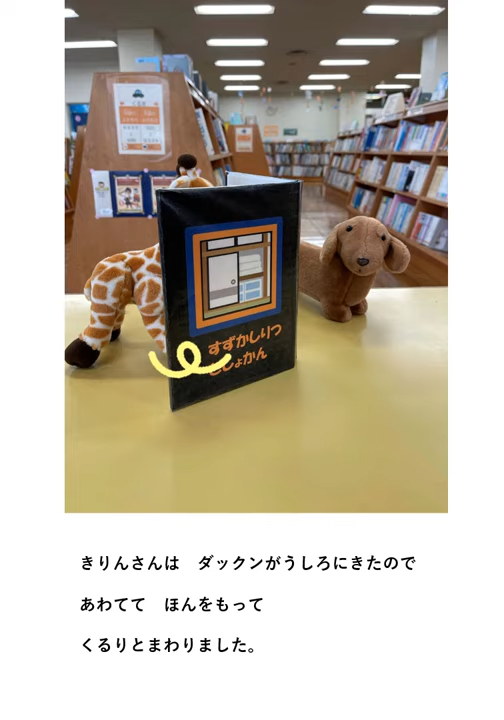 すずかしりつ
としょかん
きりんさんは　ダックンがうしろにきたので
あわてて　ほんをもって
くるりとまわりました。